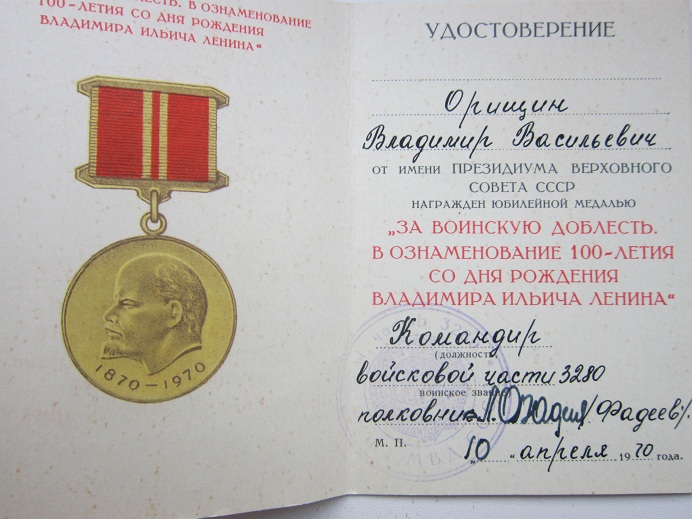 ДОБЛЕСТЬ. В ОЗНАМЕНОВАНИЕ
100-ЛЕТИЯ СО ДНЯ РОЖДЕНИЯ
ВЛАДИМИРА ИЛЬИЧА ЛЕНИНА“
1870–1970
УДОСТОВЕРЕНИЕ
Орищин
Владимир Васильевич
ОТ ИМЕНИ ПРЕЗИДИУМА ВЕРХОВНОГО
СОВЕТА СССР
НАГРАЖДЕН ЮБИЛЕЙНОЙ МЕДАЛЬЮ
„ЗА ВОИНСКУЮ ДОБЛЕСТЬ.
В ОЗНАМЕНОВАНИЕ 100-ЛЕТИЯ
СО ДНЯ РОЖДЕНИЯ
ВЛАДИМИРА ИЛЬИЧА ЛЕНИНА“
Командир
(должность
войсковой части 3280
воинское звание
полковник /Фадеев/.
М. П. „10“ апреля 1970 года.
МВД